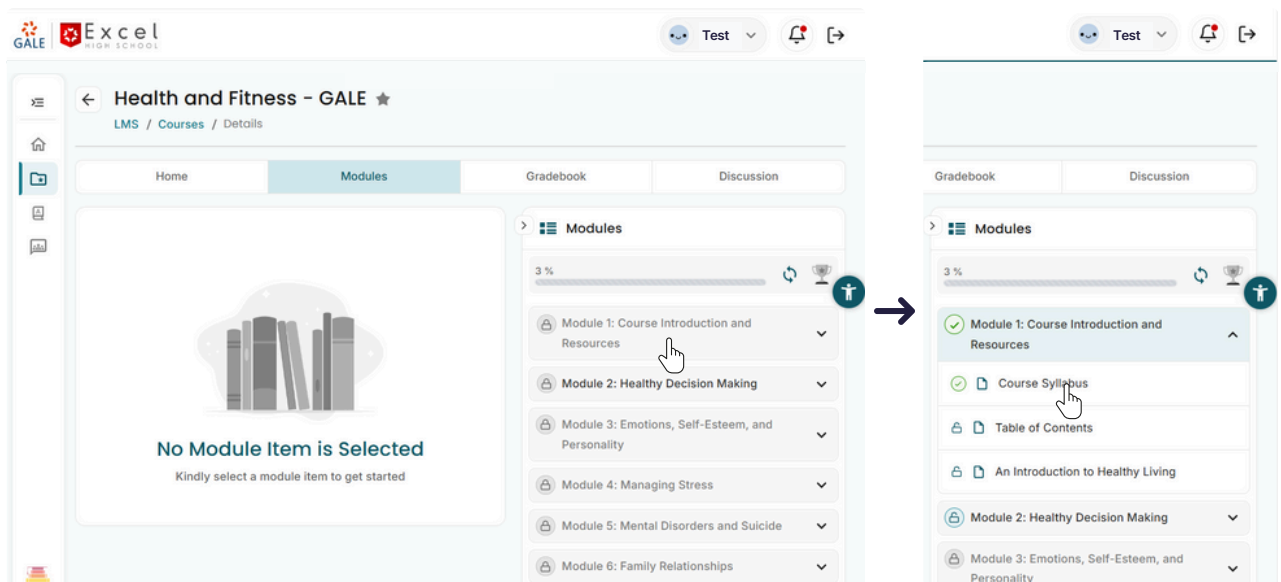 GALE
Excel
HIGH SCHOOL
Test
Health and Fitness - GALE
LMS / Courses / Details
Home
Modules
Gradebook
Discussion
No Module Item is Selected
Kindly select a module item to get started
Modules
3 %
Module 1: Course Introduction and
Resources
Module 2: Healthy Decision Making
Module 3: Emotions, Self-Esteem, and
Personality
Module 4: Managing Stress
Module 5: Mental Disorders and Suicide
Module 6: Family Relationships
Test
Gradebook
Discussion
Modules
3 %
Module 1: Course Introduction and
Resources
Course Syllabus
Table of Contents
An Introduction to Healthy Living
Module 2: Healthy Decision Making
Module 3: Emotions, Self-Esteem, and
Personality